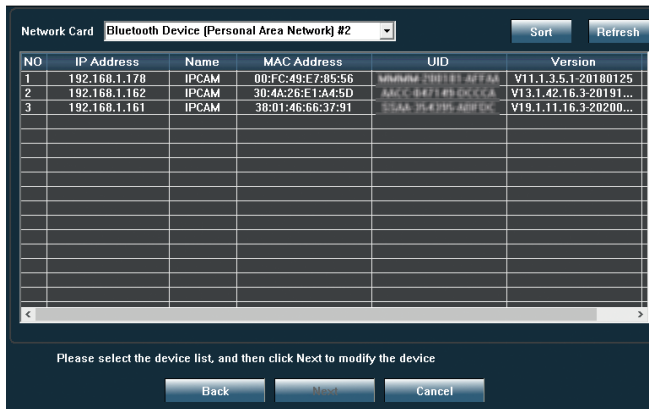 Network Card Bluetooth Device (Personal Area Network) #2 Sort Refresh
NO IP Address Name MAC Address UID Version
1 192.168.1.178 IPCAM 00:FC:49:E7:85:56 V11.1.3.5.1-20180125
2 192.168.1.162 IPCAM 30:4A:26:E1:A4:5D V13.1.42.16.3-20191...
3 192.168.1.161 IPCAM 38:01:46:66:37:91 V19.1.11.16.3-20200...
Please select the device list, and then click Next to modify the device
Back Next Cancel